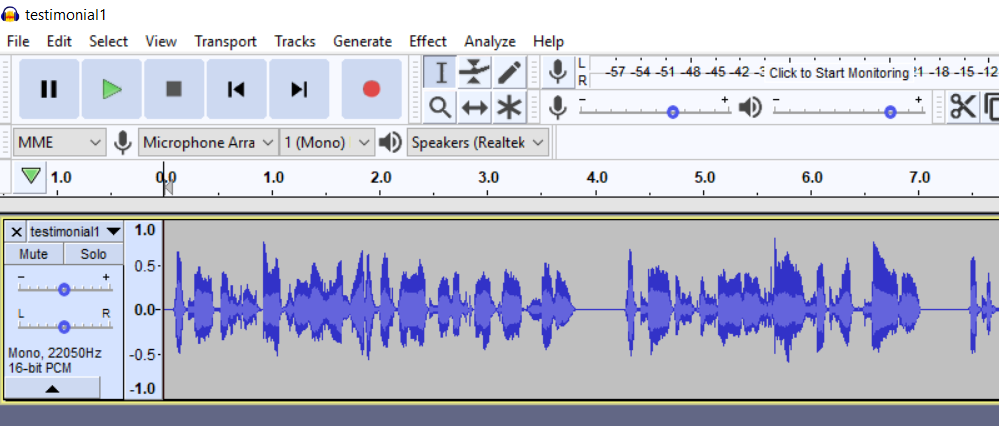 testimonial1
File Edit Select View Transport Tracks Generate Effect Analyze Help
L
R
-57 -54 -51 -48 -45 -42 Click to Start Monitoring -18 -15 -12
- + - +
MME Microphone Arra 1 (Mono) Speakers (Realtek
1.0 0.0 1.0 2.0 3.0 4.0 5.0 6.0 7.0
testimonial1 1.0
Mute Solo
- + 0.5
L R 0.0
Mono, 22050Hz -0.5
16-bit PCM
-1.0